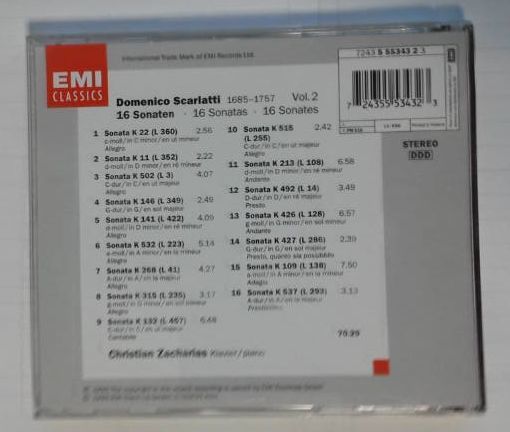 EMI
CLASSICS
International Trade Mark of EMI Records Ltd.
7243 5 55343 2 3
7 24355 53432 3
STEREO
DDD
Domenico Scarlatti 1685–1757 Vol. 2
16 Sonaten · 16 Sonatas · 16 Sonates
1 Sonata K 22 (L 360) 2.56
c-moll/in C minor/en ut mineur
Allegro
2 Sonata K 11 (L 352) 2.22
d-moll/in D minor/en ré mineur
3 Sonata K 502 (L 3) 4.07
C-dur/in C/en ut majeur
Allegro
4 Sonata K 146 (L 349) 2.49
G-dur/in G/en sol majeur
5 Sonata K 141 (L 422) 4.09
d-moll/in D minor/en ré mineur
Allegro
6 Sonata K 532 (L 223) 5.14
a-moll/in A minor/en la mineur
Allegro
7 Sonata K 268 (L 41) 4.27
A-dur/in A/en la majeur
Allegro
8 Sonata K 315 (L 235) 3.17
g-moll/in G minor/en sol mineur
Allegro
9 Sonata K 132 (L 457) 6.48
C-dur/in C/en ut majeur
Cantabile
10 Sonata K 515 2.42
(L 255)
C-dur/in C/en ut majeur
Allegro
11 Sonata K 213 (L 108) 6.58
d-moll/in D minor/en ré mineur
Andante
12 Sonata K 492 (L 14) 3.49
D-dur/in D/en ré majeur
Presto
13 Sonata K 426 (L 128) 6.57
g-moll/in G minor/en sol mineur
Andante
14 Sonata K 427 (L 286) 2.39
G-dur/in G/en sol majeur
Presto, quanto sia possibile
15 Sonata K 109 (L 138) 7.50
a-moll/in A minor/en la mineur
Adagio
16 Sonata K 537 (L 293) 3.13
A-dur/in A/en la majeur
Prestissimo
70.29
Christian Zacharias Klavier/piano